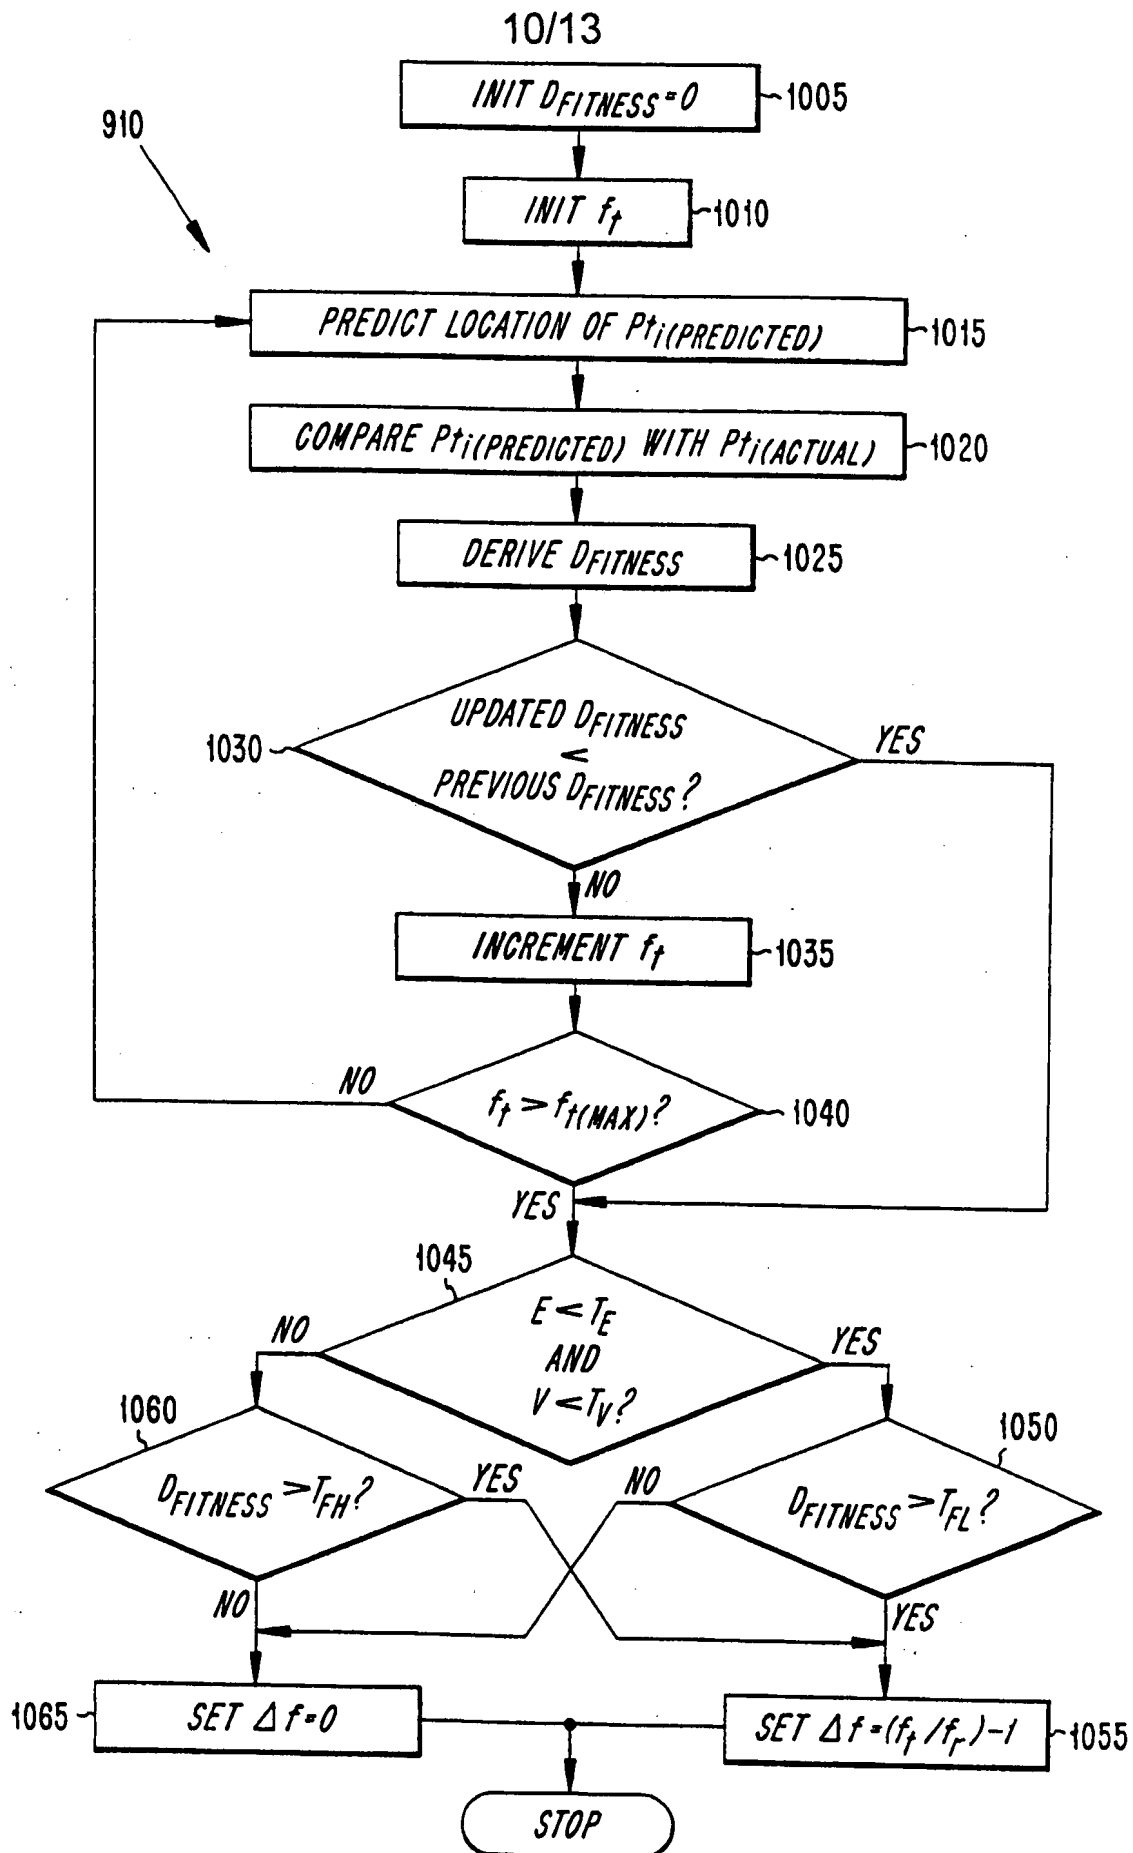 10/13
INIT DFITNESS=0
1005
910
INIT ft
1010
PREDICT LOCATION OF Pti(PREDICTED)
1015
COMPARE Pti(PREDICTED) WITH Pti(ACTUAL)
1020
DERIVE DFITNESS
1025
UPDATED DFITNESS
<
PREVIOUS DFITNESS?
1030
YES
NO
INCREMENT ft
1035
NO
ft > ft(MAX)?
1040
YES
1045
E < TE
AND
V < TV?
NO
YES
1060
DFITNESS > TFH?
YES
NO
1050
DFITNESS > TFL?
NO
YES
1065
SET Δf=0
SET Δf=(ft/fr)-1
1055
STOP